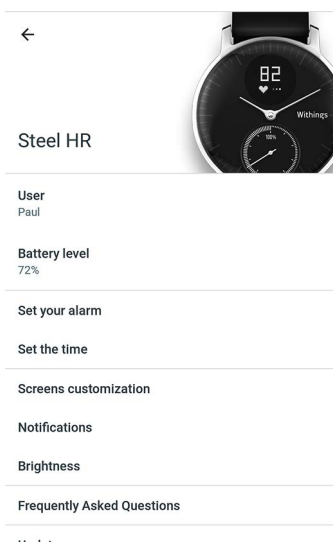 82
Withings
100%
Steel HR
User
Paul
Battery level
72%
Set your alarm
Set the time
Screens customization
Notifications
Brightness
Frequently Asked Questions